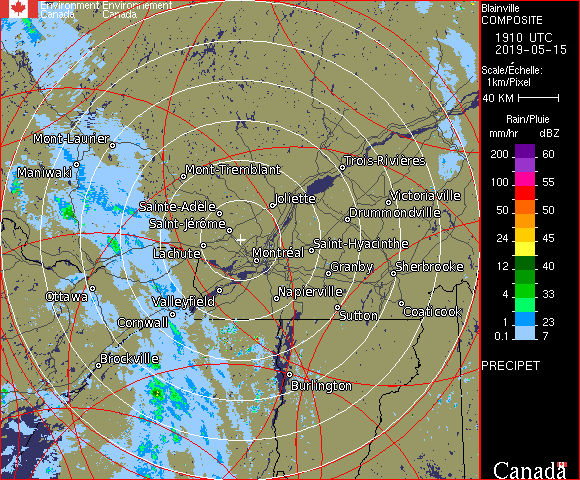 Environment Environnement
Canada Canada
Blainville
COMPOSITE
1910 UTC
2019-05-15
Scale/Échelle:
1km/Pixel
40 KM
Rain/Pluie
mm/hr dBZ
200 60
100 55
50 50
24 45
12 40
4 33
1 23
0.1 7
PRECIPET
Canada
Mont-Laurier
Maniwaki
Mont-Tremblant
Trois-Rivières
Joliette
Victoriaville
Sainte-Adèle
Drummondville
Saint-Jérôme
Saint-Hyacinthe
Lachute
Montréal
Granby
Sherbrooke
Ottawa
Valleyfield
Napierville
Coaticook
Cornwall
Sutton
Brockville
Burlington